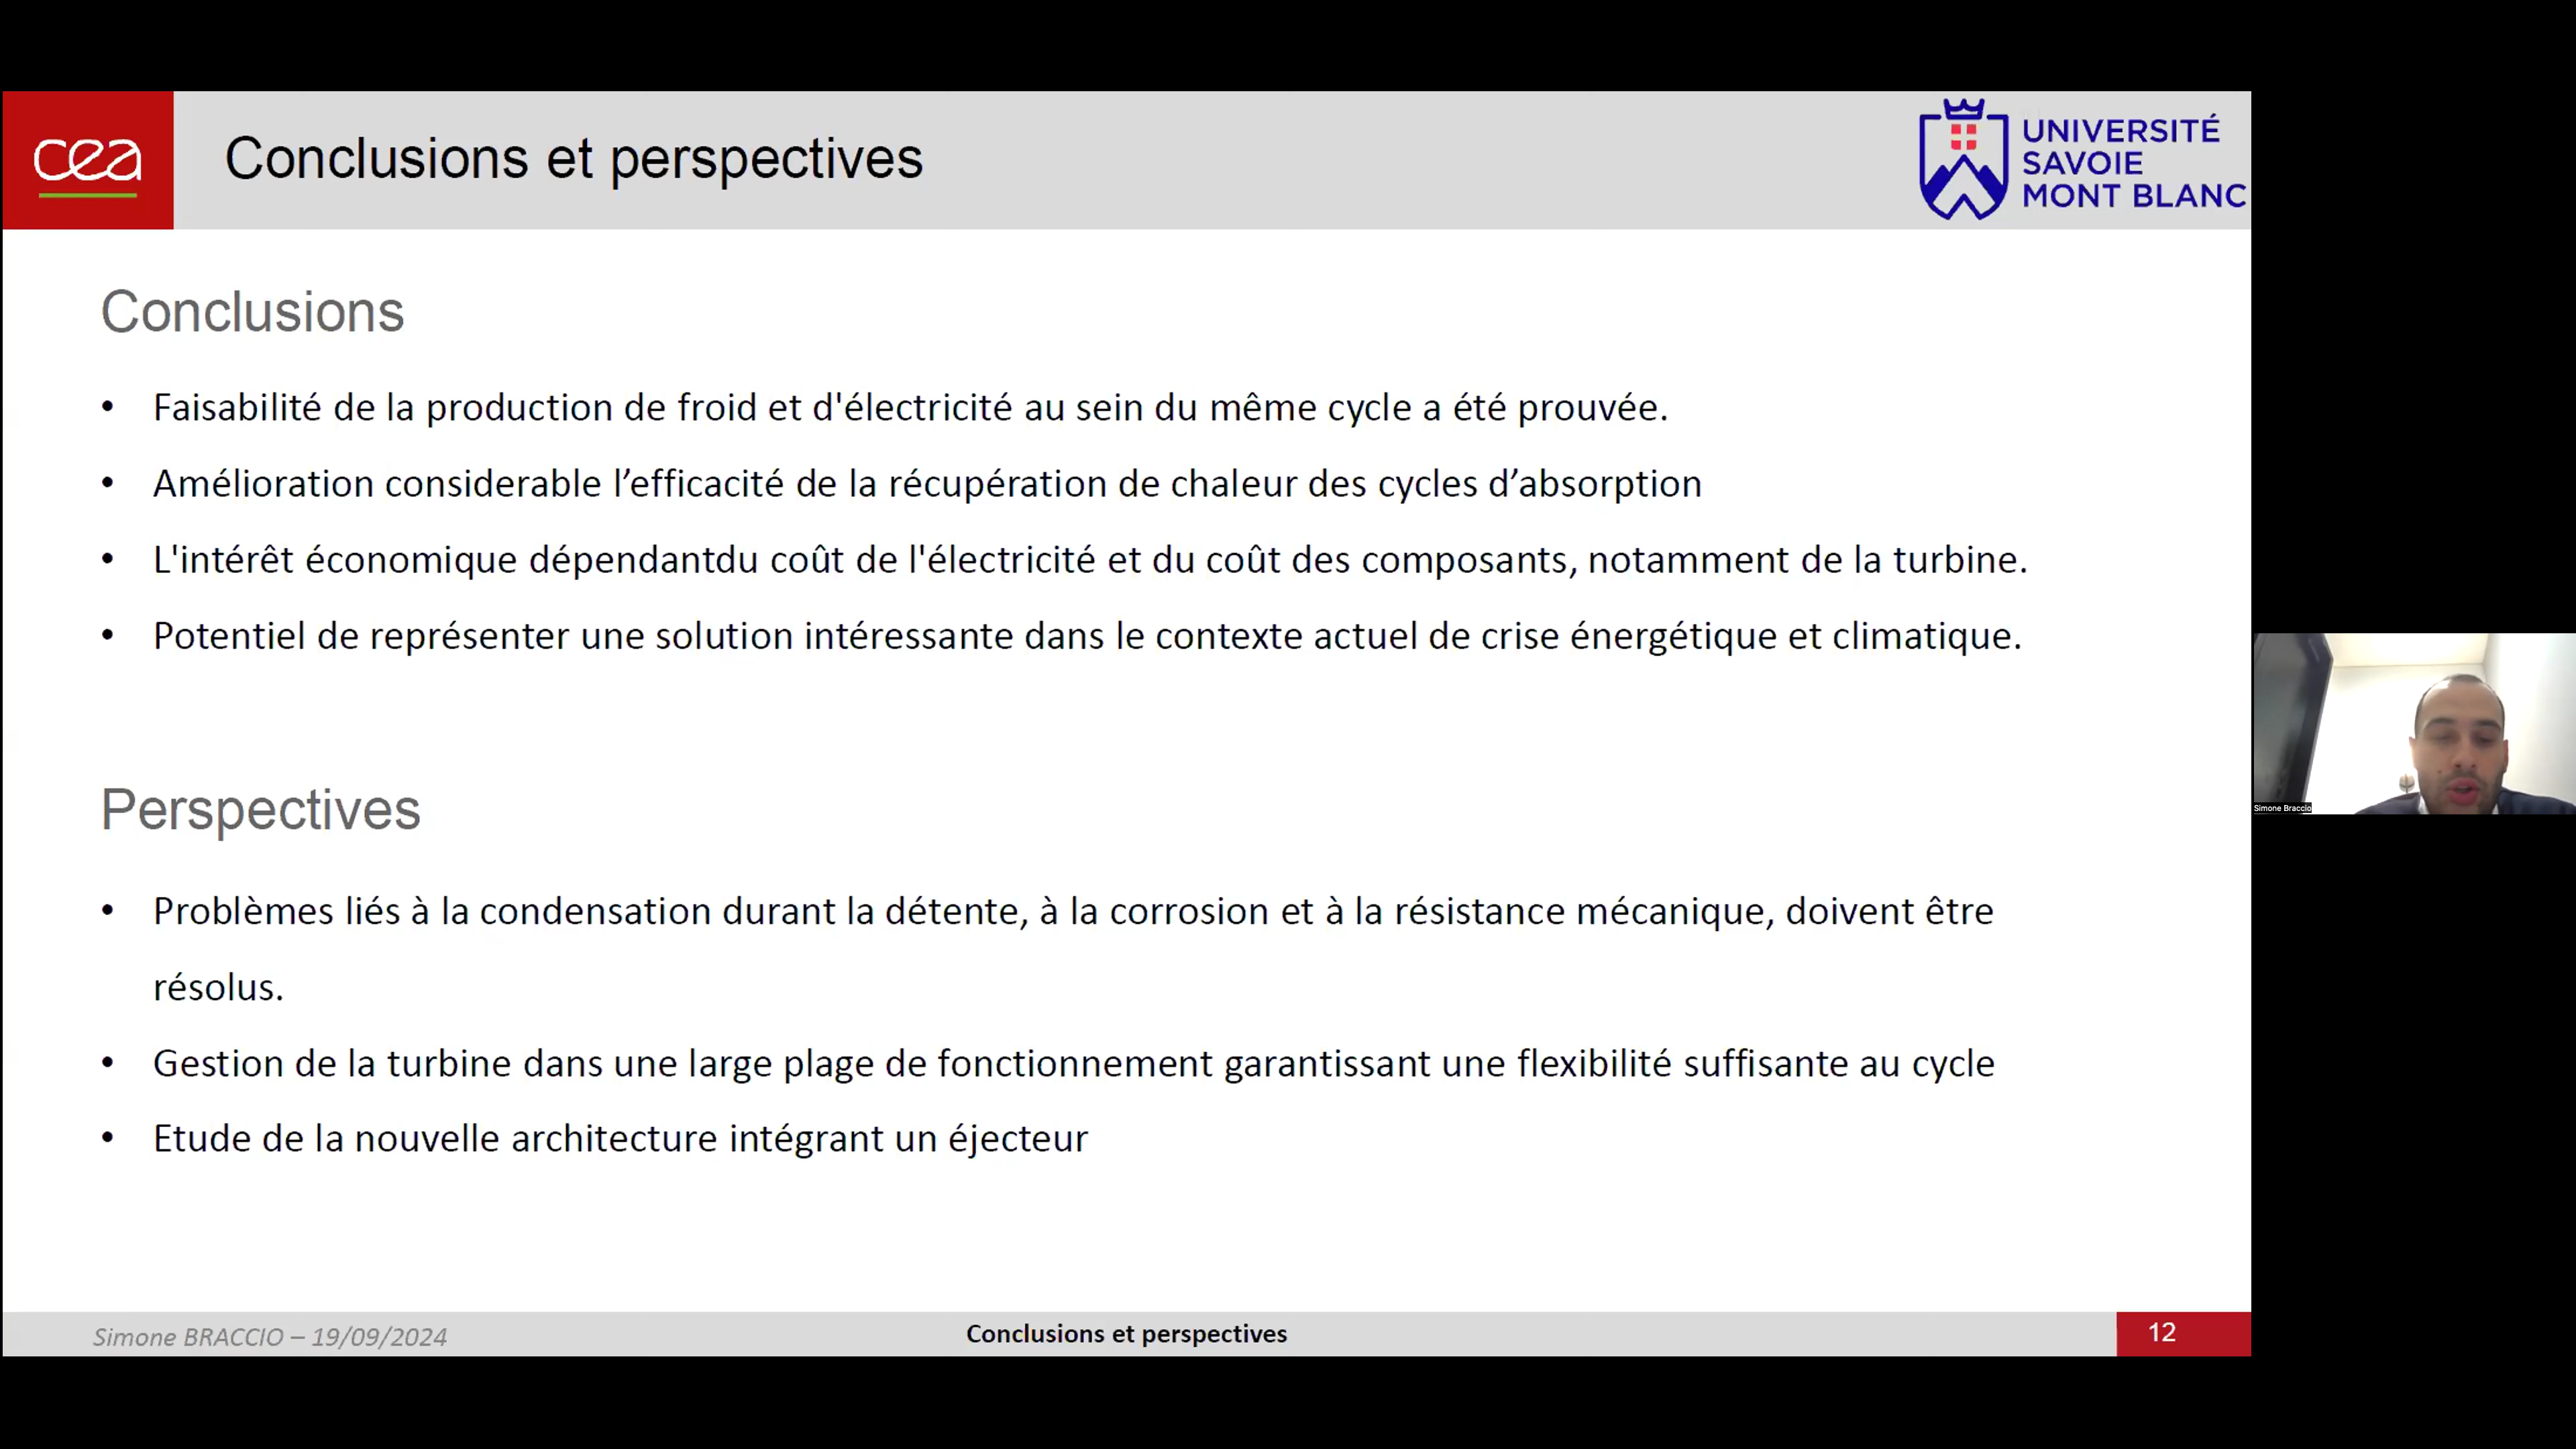 cea
Conclusions et perspectives
UNIVERSITÉ
SAVOIE
MONT BLANC
Conclusions
• Faisabilité de la production de froid et d'électricité au sein du même cycle a été prouvée.
• Amélioration considerable l’efficacité de la récupération de chaleur des cycles d’absorption
• L'intérêt économique dépendantdu coût de l'électricité et du coût des composants, notamment de la turbine.
• Potentiel de représenter une solution intéressante dans le contexte actuel de crise énergétique et climatique.
Perspectives
• Problèmes liés à la condensation durant la détente, à la corrosion et à la résistance mécanique, doivent être
résolus.
• Gestion de la turbine dans une large plage de fonctionnement garantissant une flexibilité suffisante au cycle
• Etude de la nouvelle architecture intégrant un éjecteur
Simone Braccio
Simone BRACCIO – 19/09/2024
Conclusions et perspectives
12